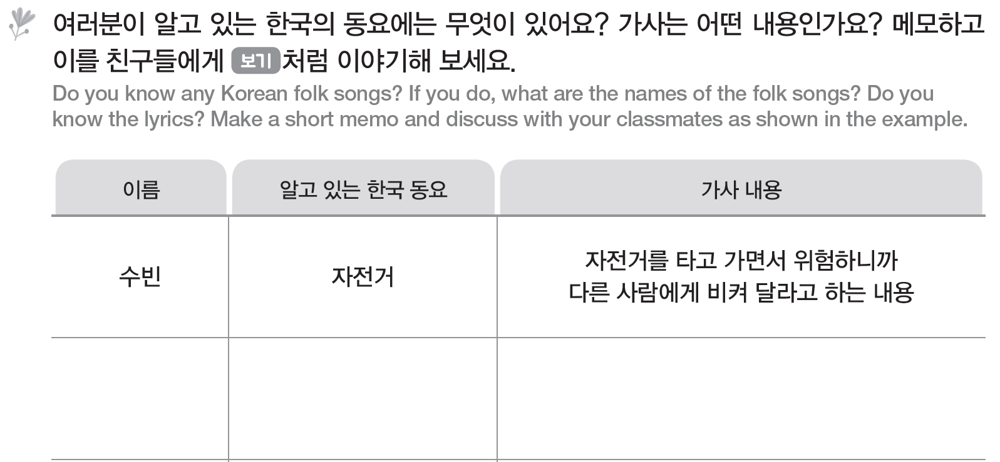 여러분이 알고 있는 한국의 동요에는 무엇이 있어요? 가사는 어떤 내용인가요? 메모하고
이를 친구들에게 보기처럼 이야기해 보세요.
Do you know any Korean folk songs? If you do, what are the names of the folk songs? Do you
know the lyrics? Make a short memo and discuss with your classmates as shown in the example.
이름
알고 있는 한국 동요
가사 내용
수빈
자전거
자전거를 타고 가면서 위험하니까
다른 사람에게 비켜 달라고 하는 내용